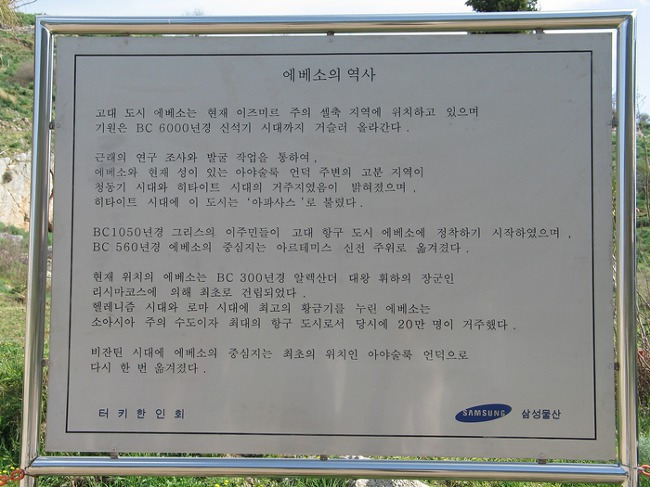 에베소의 역사
고대 도시 에베소는 현재 이즈미르 주의 셀축 지역에 위치하고 있으며
기원은 BC 6000년경 신석기 시대까지 거슬러 올라간다.
근래의 연구 조사와 발굴 작업을 통하여,
에베소와 현재 성이 있는 아야술룩 언덕 주변의 고분 지역이
청동기 시대와 히타이트 시대의 거주지였음이 밝혀졌으며,
히타이트 시대에 이 도시는 '아파사스'로 불렸다.
BC1050년경 그리스의 이주민들이 고대 항구 도시 에베소에 정착하기 시작하였으며,
BC 560년경 에베소의 중심지는 아르테미스 신전 주위로 옮겨졌다.
현재 위치의 에베소는 BC 300년경 알렉산더 대왕 휘하의 장군인
리시마코스에 의해 최초로 건립되었다.
헬레니즘 시대와 로마 시대에 최고의 황금기를 누린 에베소는
소아시아 주의 수도이자 최대의 항구 도시로서 당시에 20만 명이 거주했다.
비잔틴 시대에 에베소의 중심지는 최초의 위치인 아야술룩 언덕으로
다시 한 번 옮겨졌다.
터키한인회 SAMSUNG 삼성물산